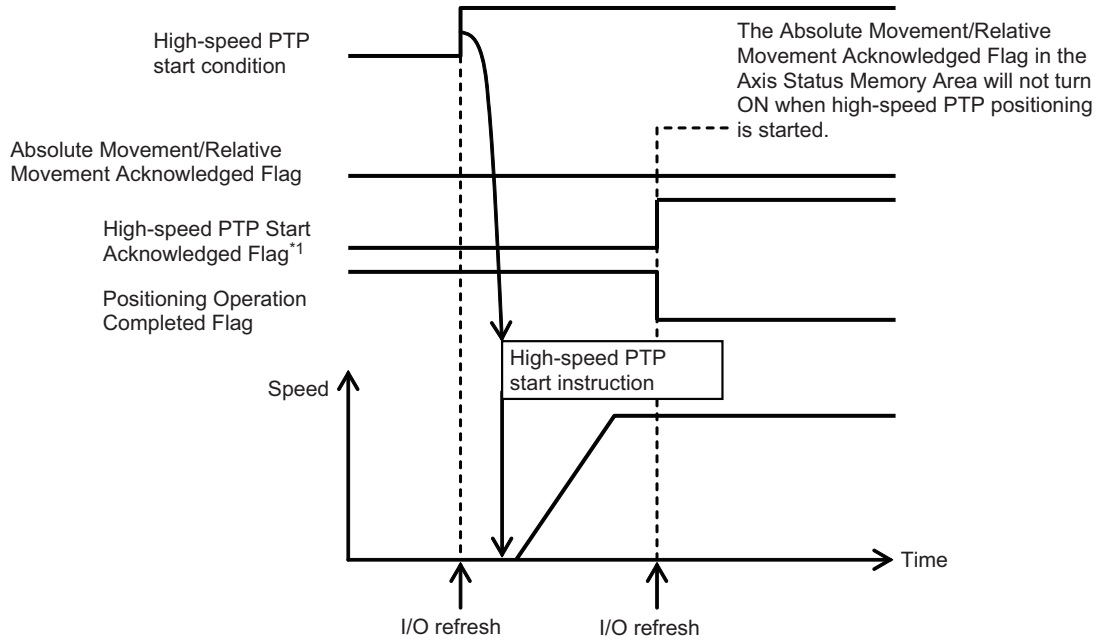 High-speed PTP
start condition
The Absolute Movement/Relative
Movement Acknowledged Flag in the
Axis Status Memory Area will not turn
ON when high-speed PTP positioning
is started.
Absolute Movement/Relative
Movement Acknowledged Flag
High-speed PTP Start
Acknowledged Flag*1
Positioning Operation
Completed Flag
High-speed PTP
start instruction
Speed
Time
I/O refresh
I/O refresh